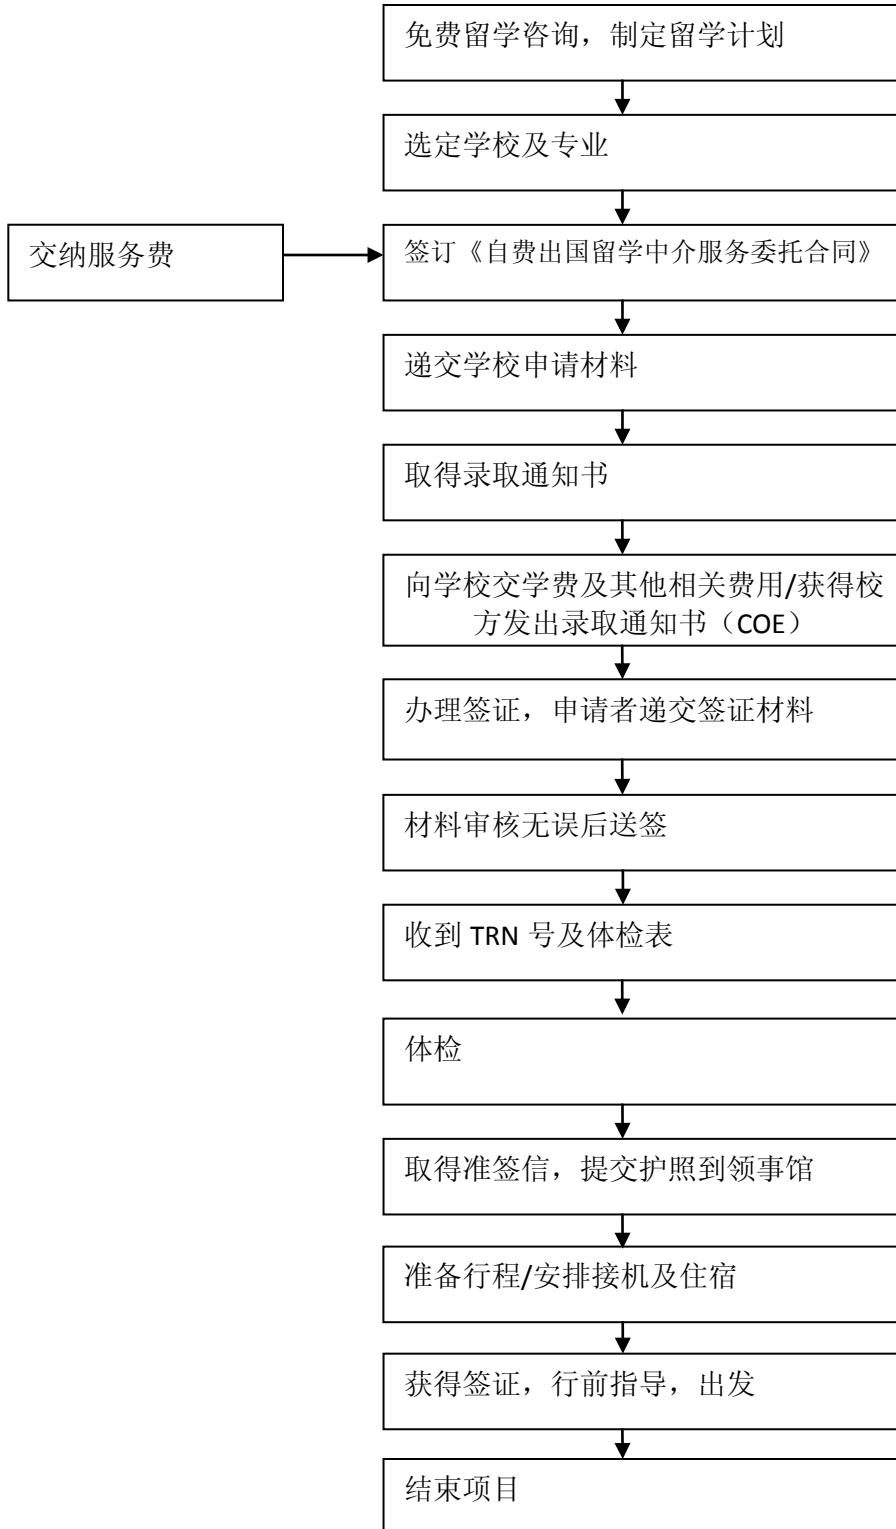 免费留学咨询，制定留学计划
选定学校及专业
交纳服务费
签订《自费出国留学中介服务委托合同》
递交学校申请材料
取得录取通知书
向学校交学费及其他相关费用/获得校
方发出录取通知书（COE）
办理签证，申请者递交签证材料
材料审核无误后送签
收到 TRN 号及体检表
体检
取得准签信，提交护照到领事馆
准备行程/安排接机及住宿
获得签证，行前指导，出发
结束项目